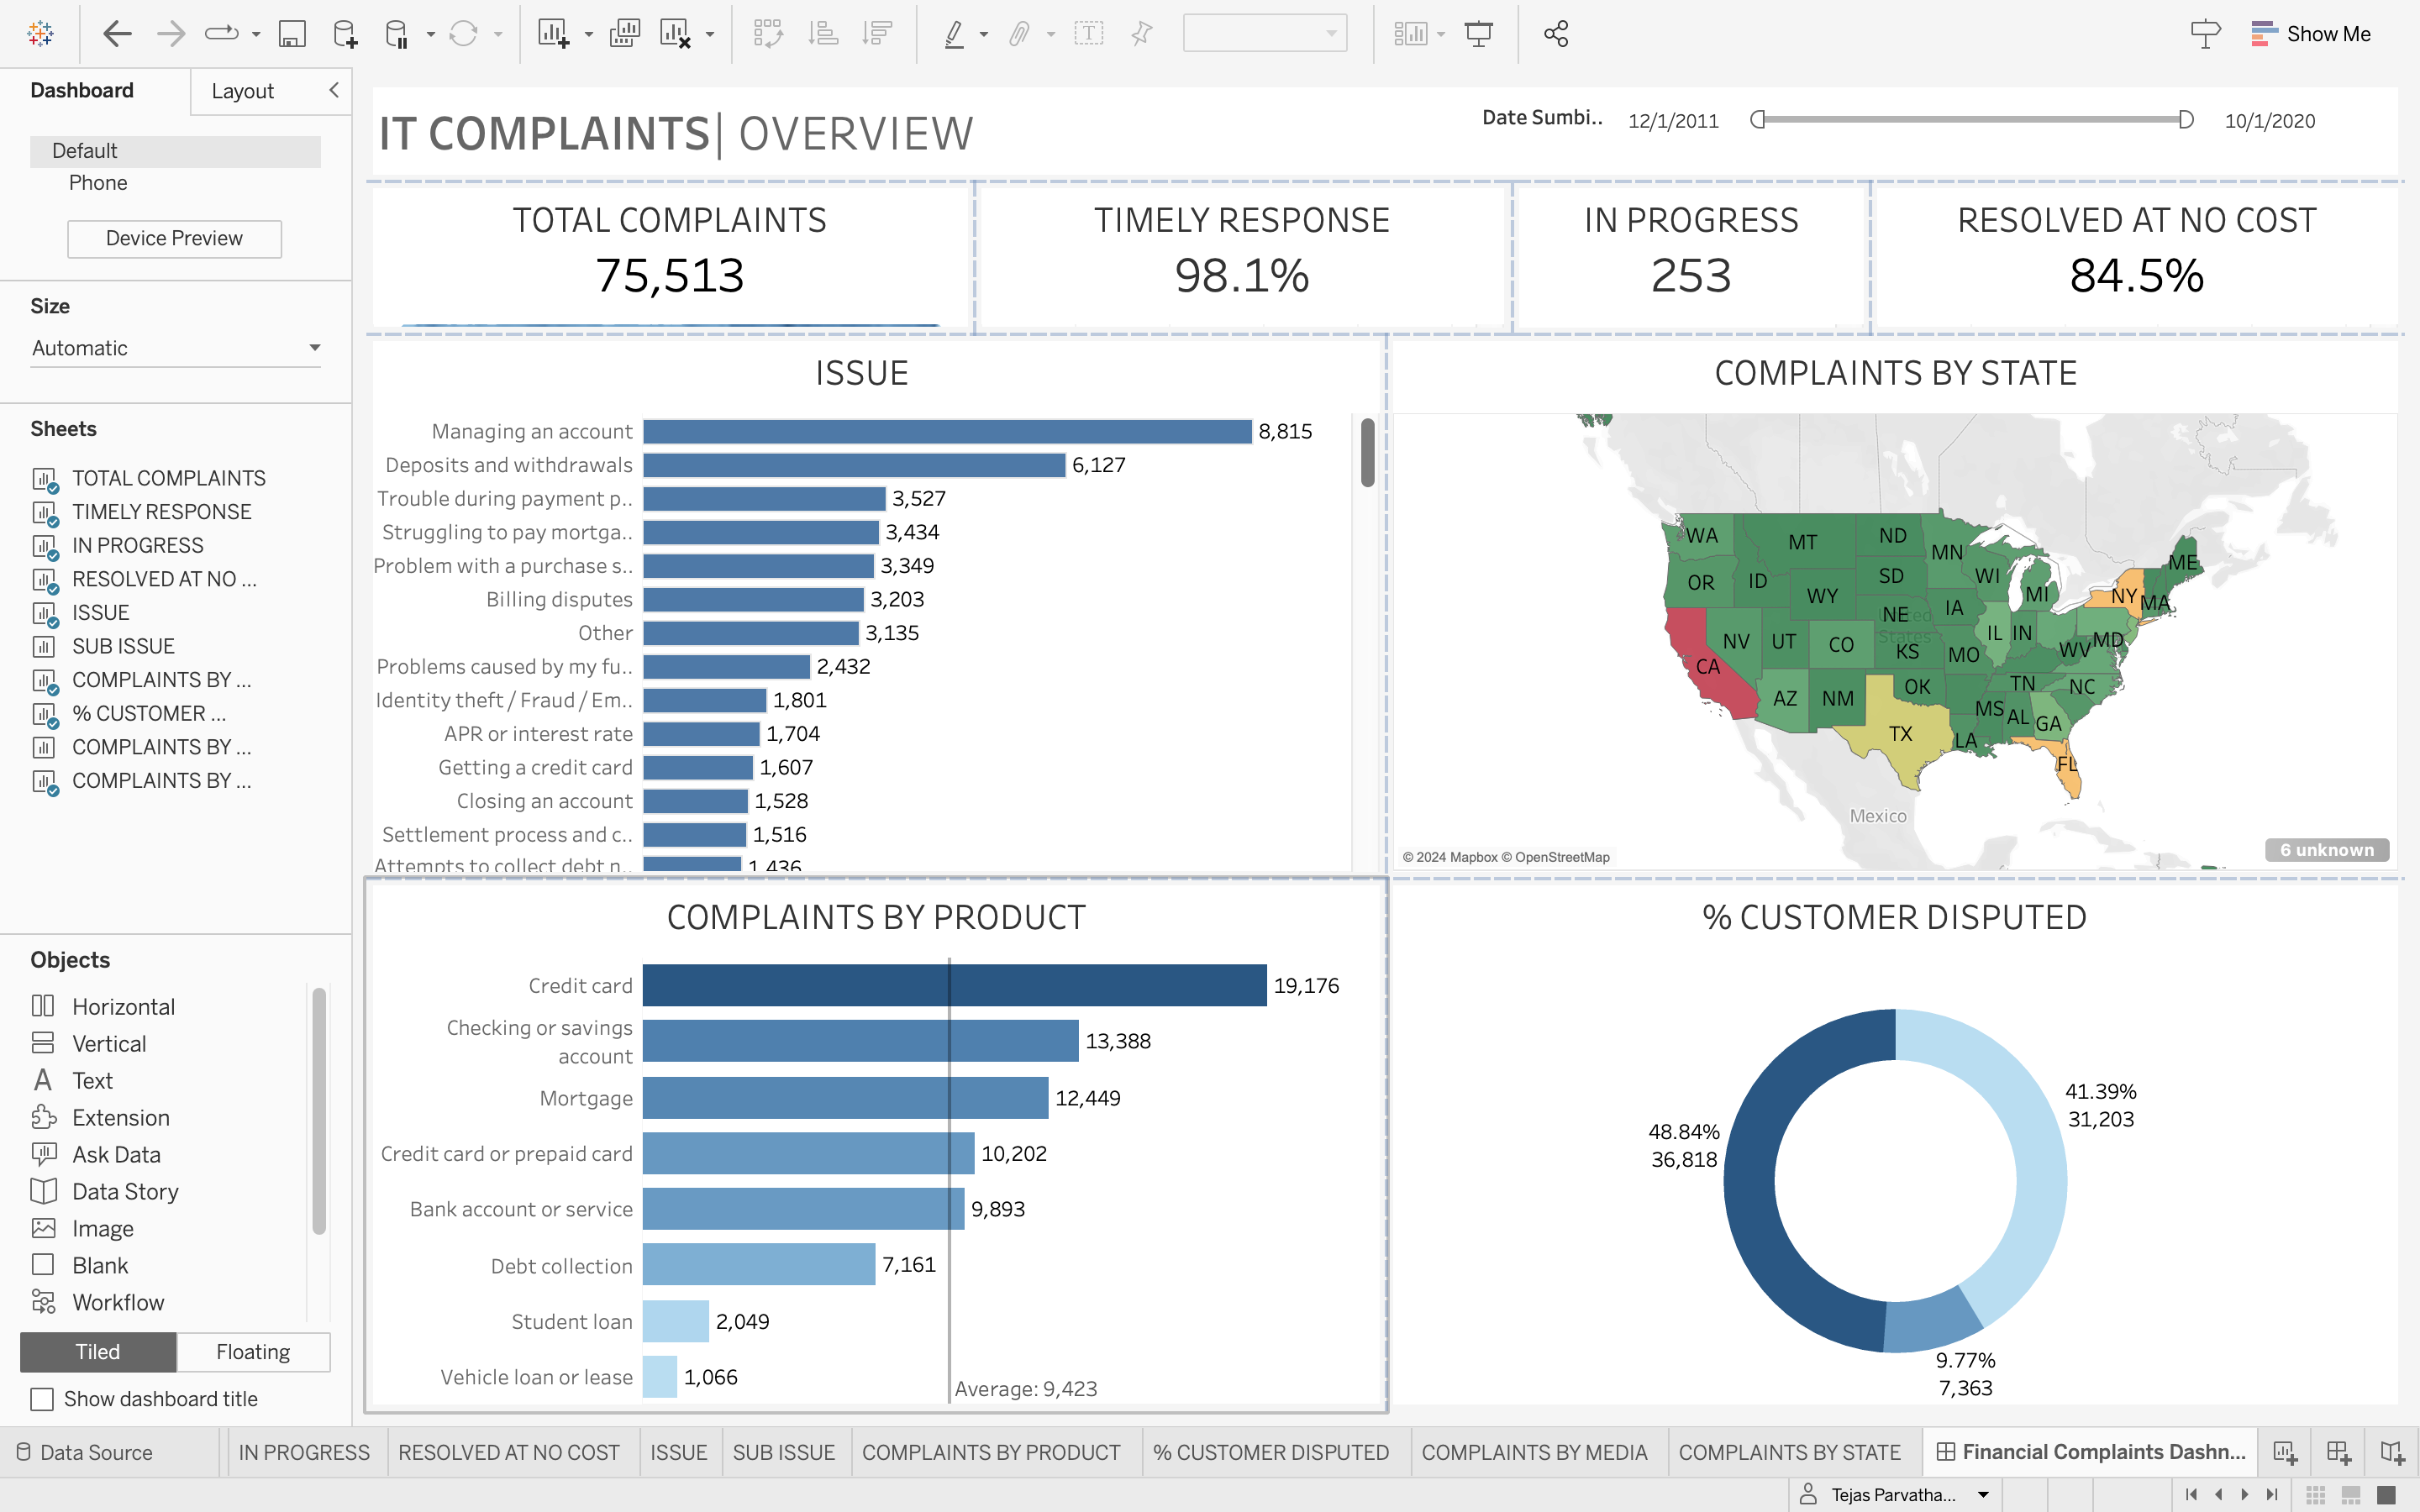 Show Me
Dashboard
Layout
Default
Phone
Device Preview
Size
Automatic
Sheets
TOTAL COMPLAINTS
TIMELY RESPONSE
IN PROGRESS
RESOLVED AT NO ...
ISSUE
SUB ISSUE
COMPLAINTS BY ...
% CUSTOMER ...
COMPLAINTS BY ...
COMPLAINTS BY ...
Objects
Horizontal
Vertical
Text
Extension
Ask Data
Data Story
Image
Blank
Workflow
Tiled
Floating
Show dashboard title
IT COMPLAINTS| OVERVIEW
Date Sumbi..
12/1/2011
10/1/2020
TOTAL COMPLAINTS
75,513
TIMELY RESPONSE
98.1%
IN PROGRESS
253
RESOLVED AT NO COST
84.5%
ISSUE
Managing an account 8,815
Deposits and withdrawals 6,127
Trouble during payment p.. 3,527
Struggling to pay mortga.. 3,434
Problem with a purchase s.. 3,349
Billing disputes 3,203
Other 3,135
Problems caused by my fu.. 2,432
Identity theft / Fraud / Em.. 1,801
APR or interest rate 1,704
Getting a credit card 1,607
Closing an account 1,528
Settlement process and c.. 1,516
Attempts to collect debt n.. 1,436
COMPLAINTS BY STATE
WA
MT
ND
MN
ME
OR
ID
SD
WI
MI
NY
MA
WY
NE
IA
United
States
NV
UT
CO
KS
MO
IL
IN
WV
MD
CA
AZ
NM
OK
TN
NC
MS
AL
GA
TX
LA
FL
Mexico
© 2024 Mapbox © OpenStreetMap
6 unknown
COMPLAINTS BY PRODUCT
Credit card 19,176
Checking or savings
account
13,388
Mortgage 12,449
Credit card or prepaid card 10,202
Bank account or service 9,893
Debt collection 7,161
Student loan 2,049
Vehicle loan or lease 1,066
Average: 9,423
% CUSTOMER DISPUTED
41.39%
31,203
48.84%
36,818
9.77%
7,363
Data Source
IN PROGRESS
RESOLVED AT NO COST
ISSUE
SUB ISSUE
COMPLAINTS BY PRODUCT
% CUSTOMER DISPUTED
COMPLAINTS BY MEDIA
COMPLAINTS BY STATE
Financial Complaints Dashn...
Tejas Parvatha...